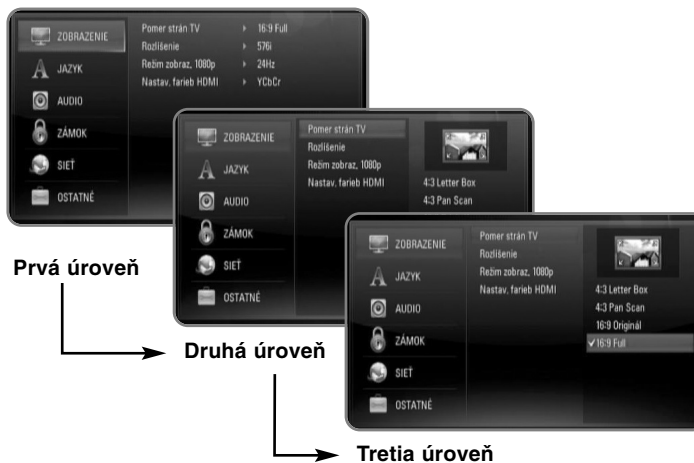 ZOBRAZENIE
JAZYK
AUDIO
ZÁMOK
SIEŤ
OSTATNÉ
Pomer strán TV 16:9 Full
Rozlíšenie 576i
Režim zobraz. 1080p 24Hz
Nastav. farieb HDMI YCbCr
Prvá úroveň
ZOBRAZENIE
JAZYK
AUDIO
ZÁMOK
SIEŤ
OSTATNÉ
Pomer strán TV
Rozlíšenie
Režim zobraz. 1080p
Nastav. farieb HDMI
4:3 Letter Box
4:3 Pan Scan
Druhá úroveň
ZOBRAZENIE
JAZYK
AUDIO
ZÁMOK
SIEŤ
OSTATNÉ
Pomer strán TV
Rozlíšenie
Režim zobraz. 1080p
Nastav. farieb HDMI
4:3 Letter Box
4:3 Pan Scan
16:9 Originál
16:9 Full
Tretia úroveň